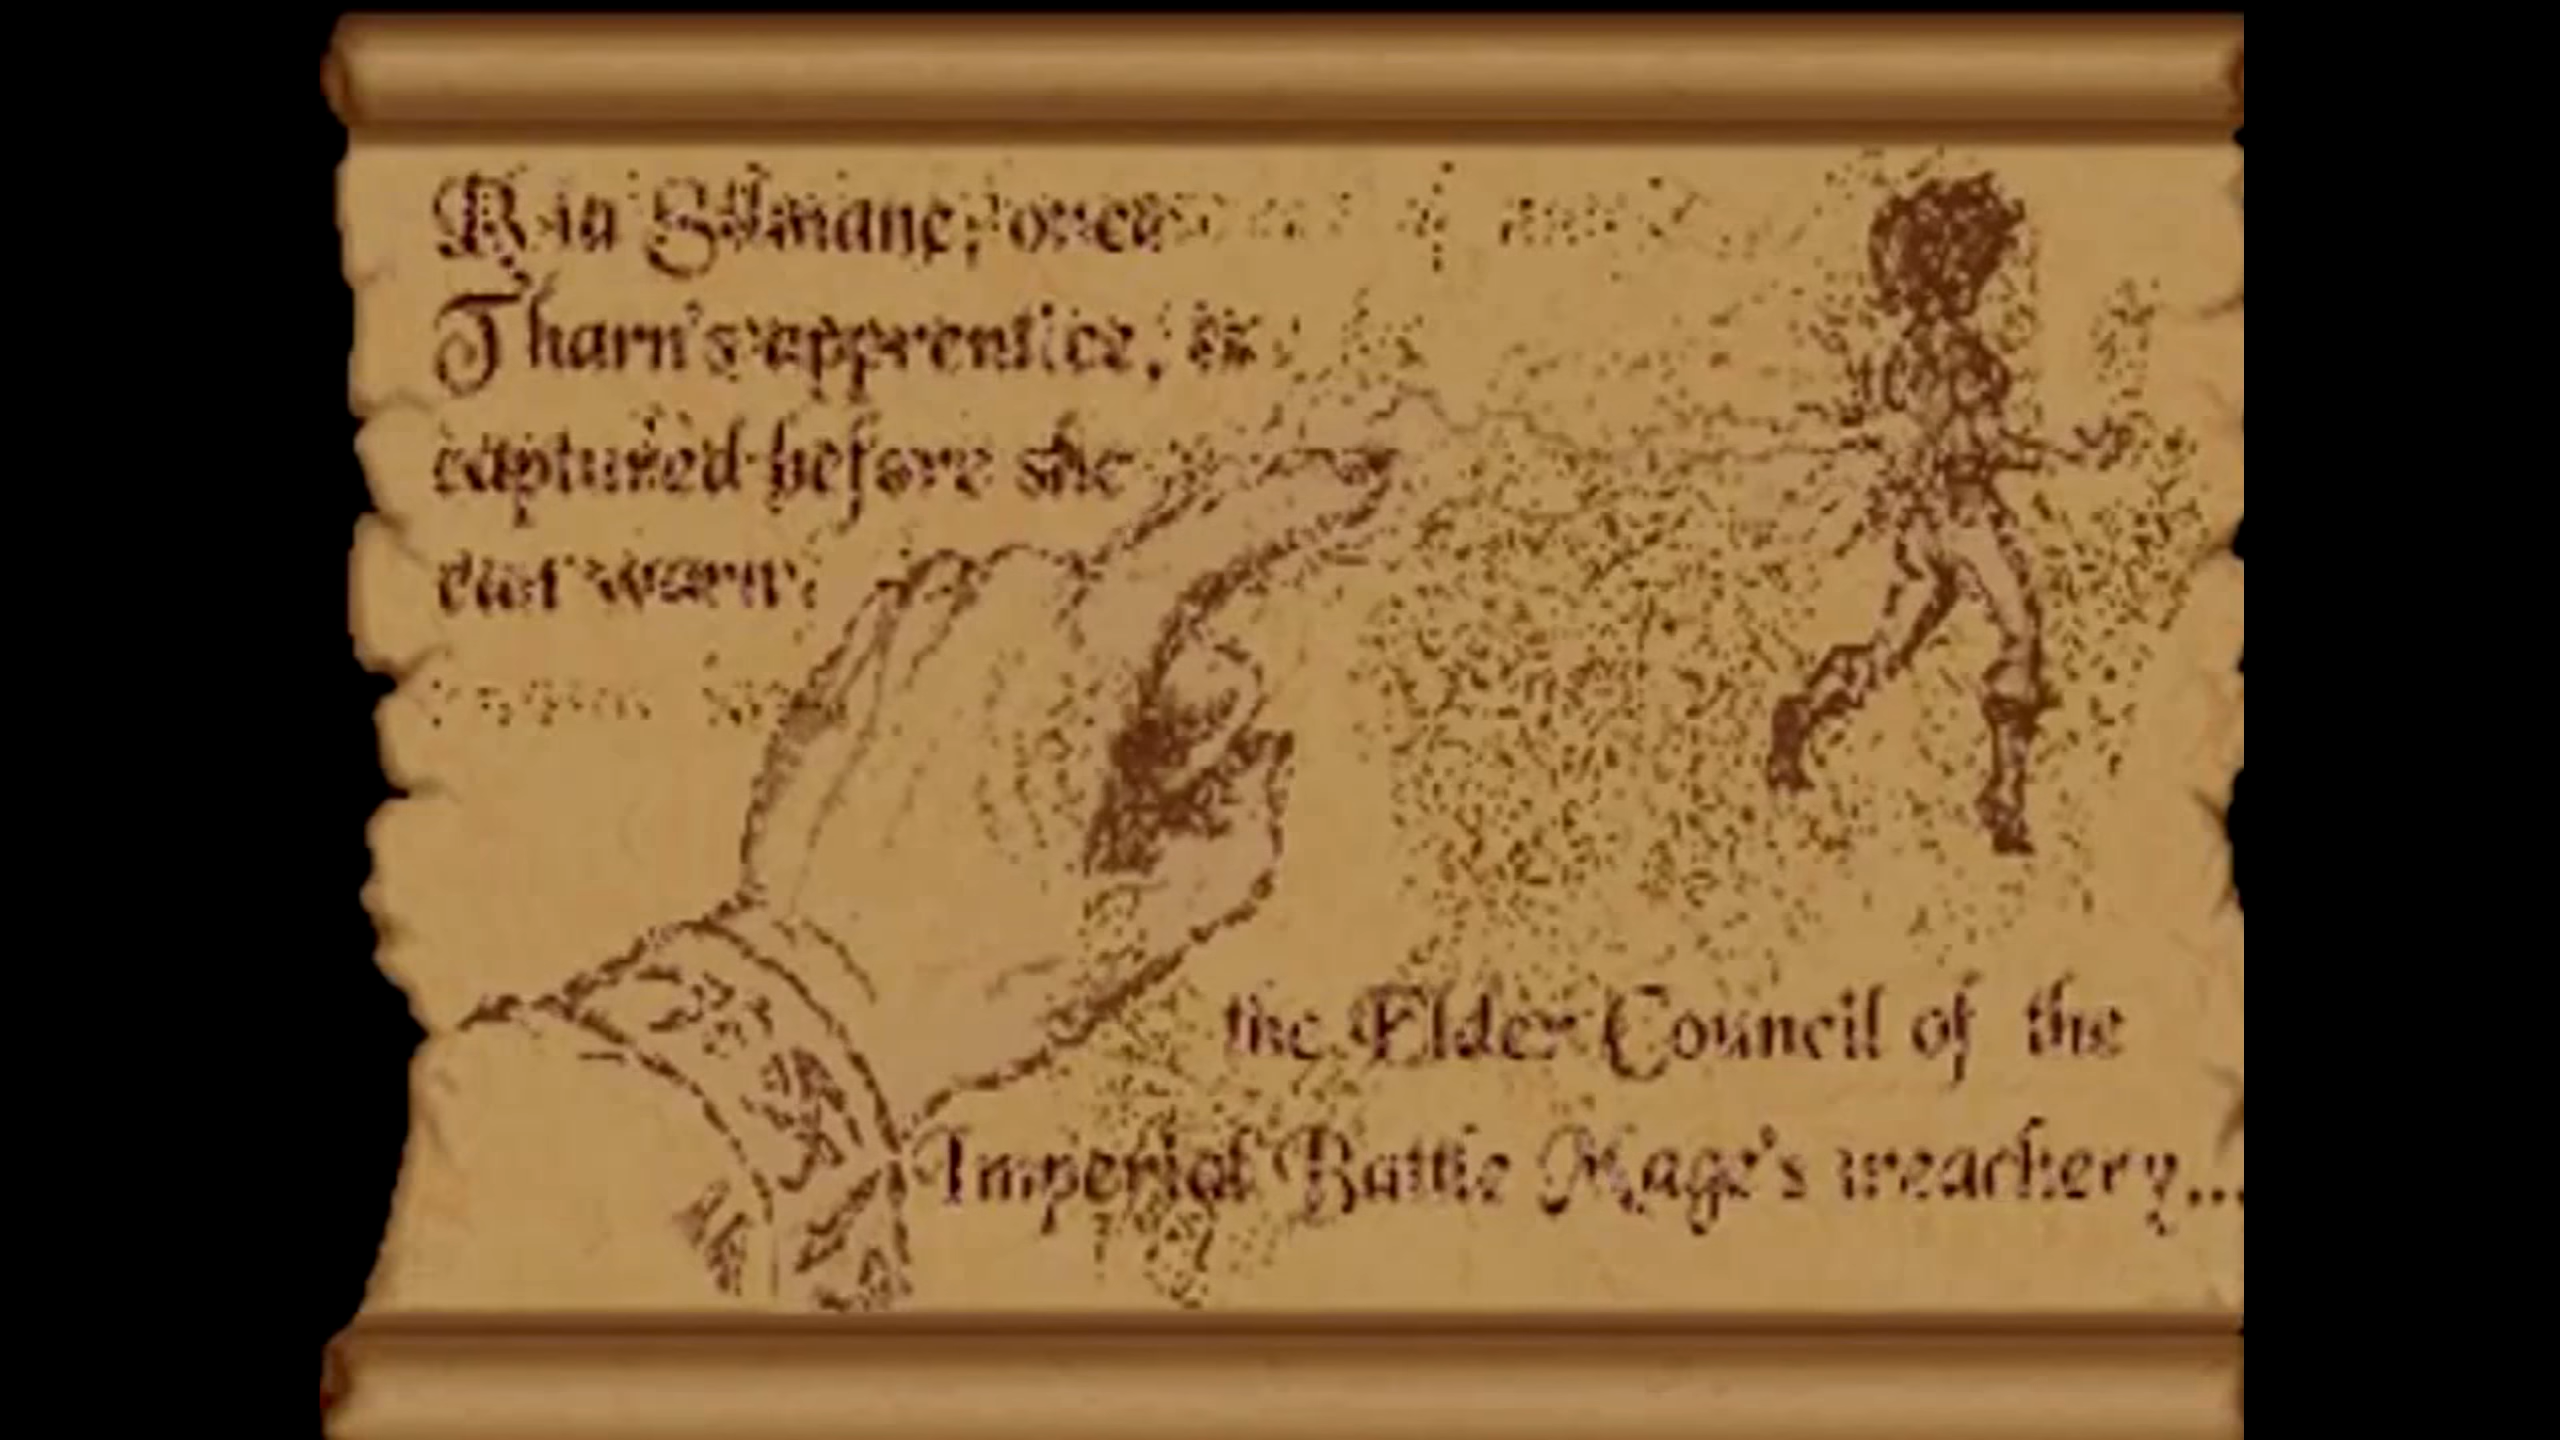 Ria Silmane, once
Tharn's apprentice, is
captured before she
can warn
the Elder Council of the
Imperial Battle Mage's treachery...